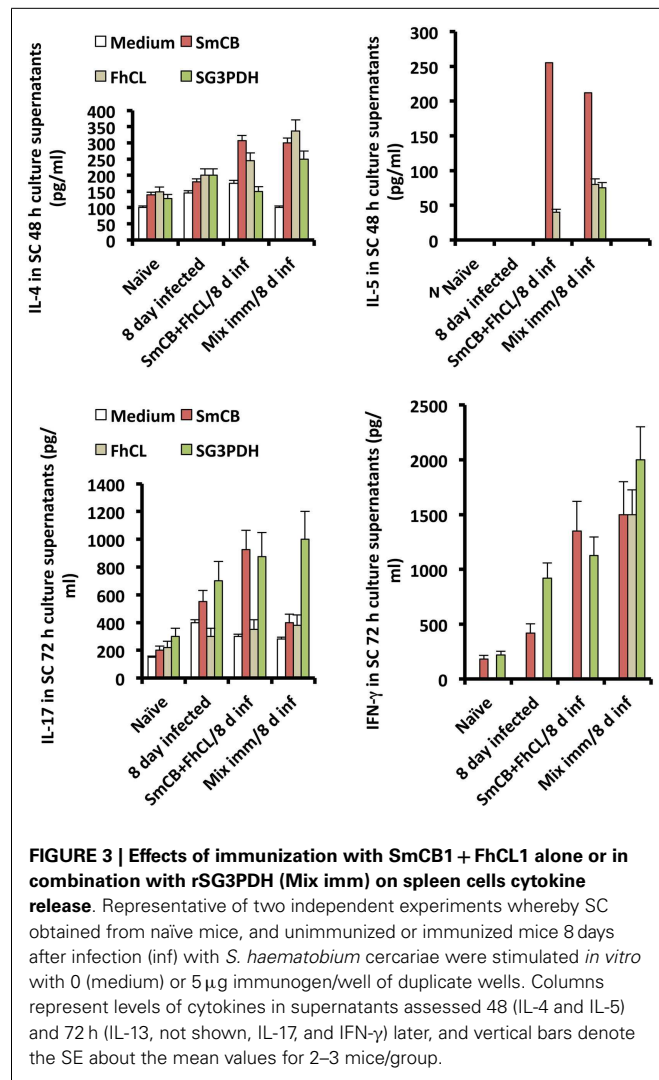 Medium SmCB
FhCL SG3PDH
IL-4 in SC 48 h culture supernatants
(pg/ml)
350
300
250
200
150
100
50
0
Naïve
8 day infected
SmCB+FhCL/8 d inf
Mix imm/8 d inf
IL-5 in SC 48 h culture supernatants
(pg/ml)
300
250
200
150
100
50
0
N Naïve
8 day infected
SmCB+FhCL/8 d inf
Mix imm/8 d inf
Medium SmCB
FhCL SG3PDH
IL-17 in SC 72 h culture supernatants (pg/
ml)
1400
1200
1000
800
600
400
200
0
Naïve
8 day infected
SmCB+FhCL/8 d inf
Mix imm/8 d inf
IFN-γ in SC 72 h culture supernatants (pg/
ml)
2500
2000
1500
1000
500
0
Naïve
8 day infected
SmCB+FhCL/8 d inf
Mix imm/8 d inf
FIGURE 3 | Effects of immunization with SmCB1 + FhCL1 alone or in
combination with rSG3PDH (Mix imm) on spleen cells cytokine
release. Representative of two independent experiments whereby SC
obtained from naïve mice, and unimmunized or immunized mice 8 days
after infection (inf) with S. haematobium cercariae were stimulated in vitro
with 0 (medium) or 5 μg immunogen/well of duplicate wells. Columns
represent levels of cytokines in supernatants assessed 48 (IL-4 and IL-5)
and 72 h (IL-13, not shown, IL-17, and IFN-γ) later, and vertical bars denote
the SE about the mean values for 2–3 mice/group.